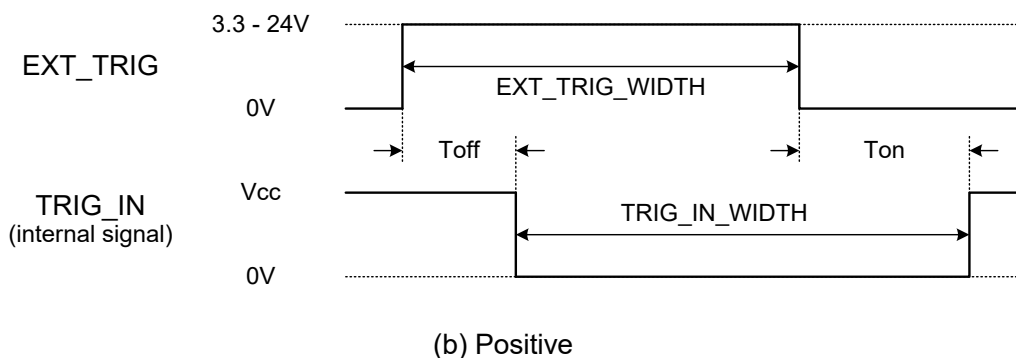 3.3 - 24V
EXT_TRIG
EXT_TRIG_WIDTH
0V
Toff
Ton
Vcc
TRIG_IN
(internal signal)
TRIG_IN_WIDTH
0V
(b) Positive